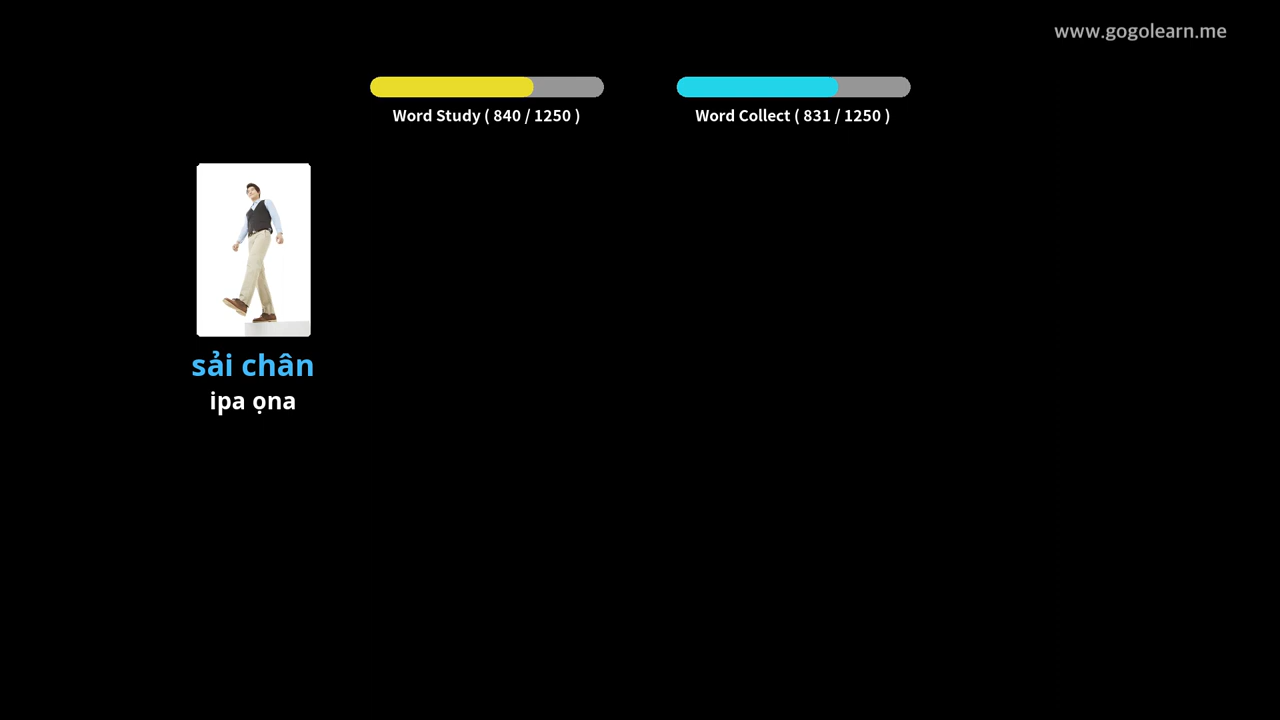 www.gogolearn.me
Word Study ( 840 / 1250 )
Word Collect ( 831 / 1250 )
sải chân
ipa ọna